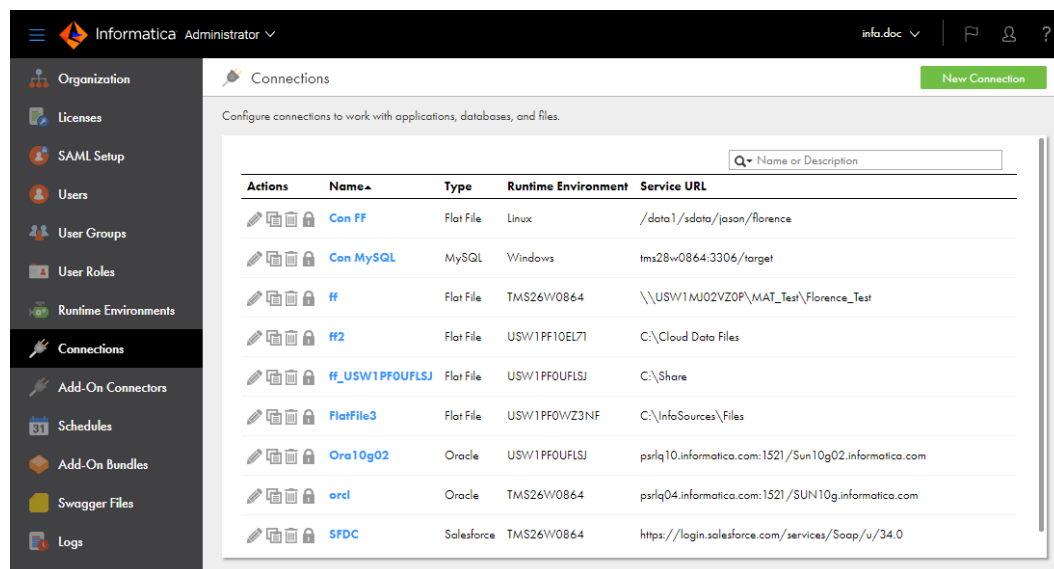 Informatica Administrator infa.doc ?
Organization
Licenses
SAML Setup
Users
User Groups
User Roles
Runtime Environments
Connections
Add-On Connectors
31 Schedules
Add-On Bundles
Swagger Files
Logs
Connections New Connection
Configure connections to work with applications, databases, and files.
Name or Description
Actions Name Type Runtime Environment Service URL
Con FF Flat File Linux /data1/sdata/jason/florence
Con MySQL MySQL Windows tms28w0864:3306/target
ff Flat File TMS26W0864 \\USW1MJ02VZ0P\MAT_Test\Florence_Test
ff2 Flat File USW1PF10EL71 C:\Cloud Data Files
ff_USW1PF0UFLSJ Flat File USW1PF0UFLSJ C:\Share
FlatFile3 Flat File USW1PF0WZ3NF C:\InfaSources\Files
Ora10g02 Oracle USW1PF0UFLSJ psrlq10.informatica.com:1521/Sun10g02.informatica.com
orcl Oracle TMS26W0864 psrlq04.informatica.com:1521/SUN10g.informatica.com
SFDC Salesforce TMS26W0864 https://login.salesforce.com/services/Soap/u/34.0